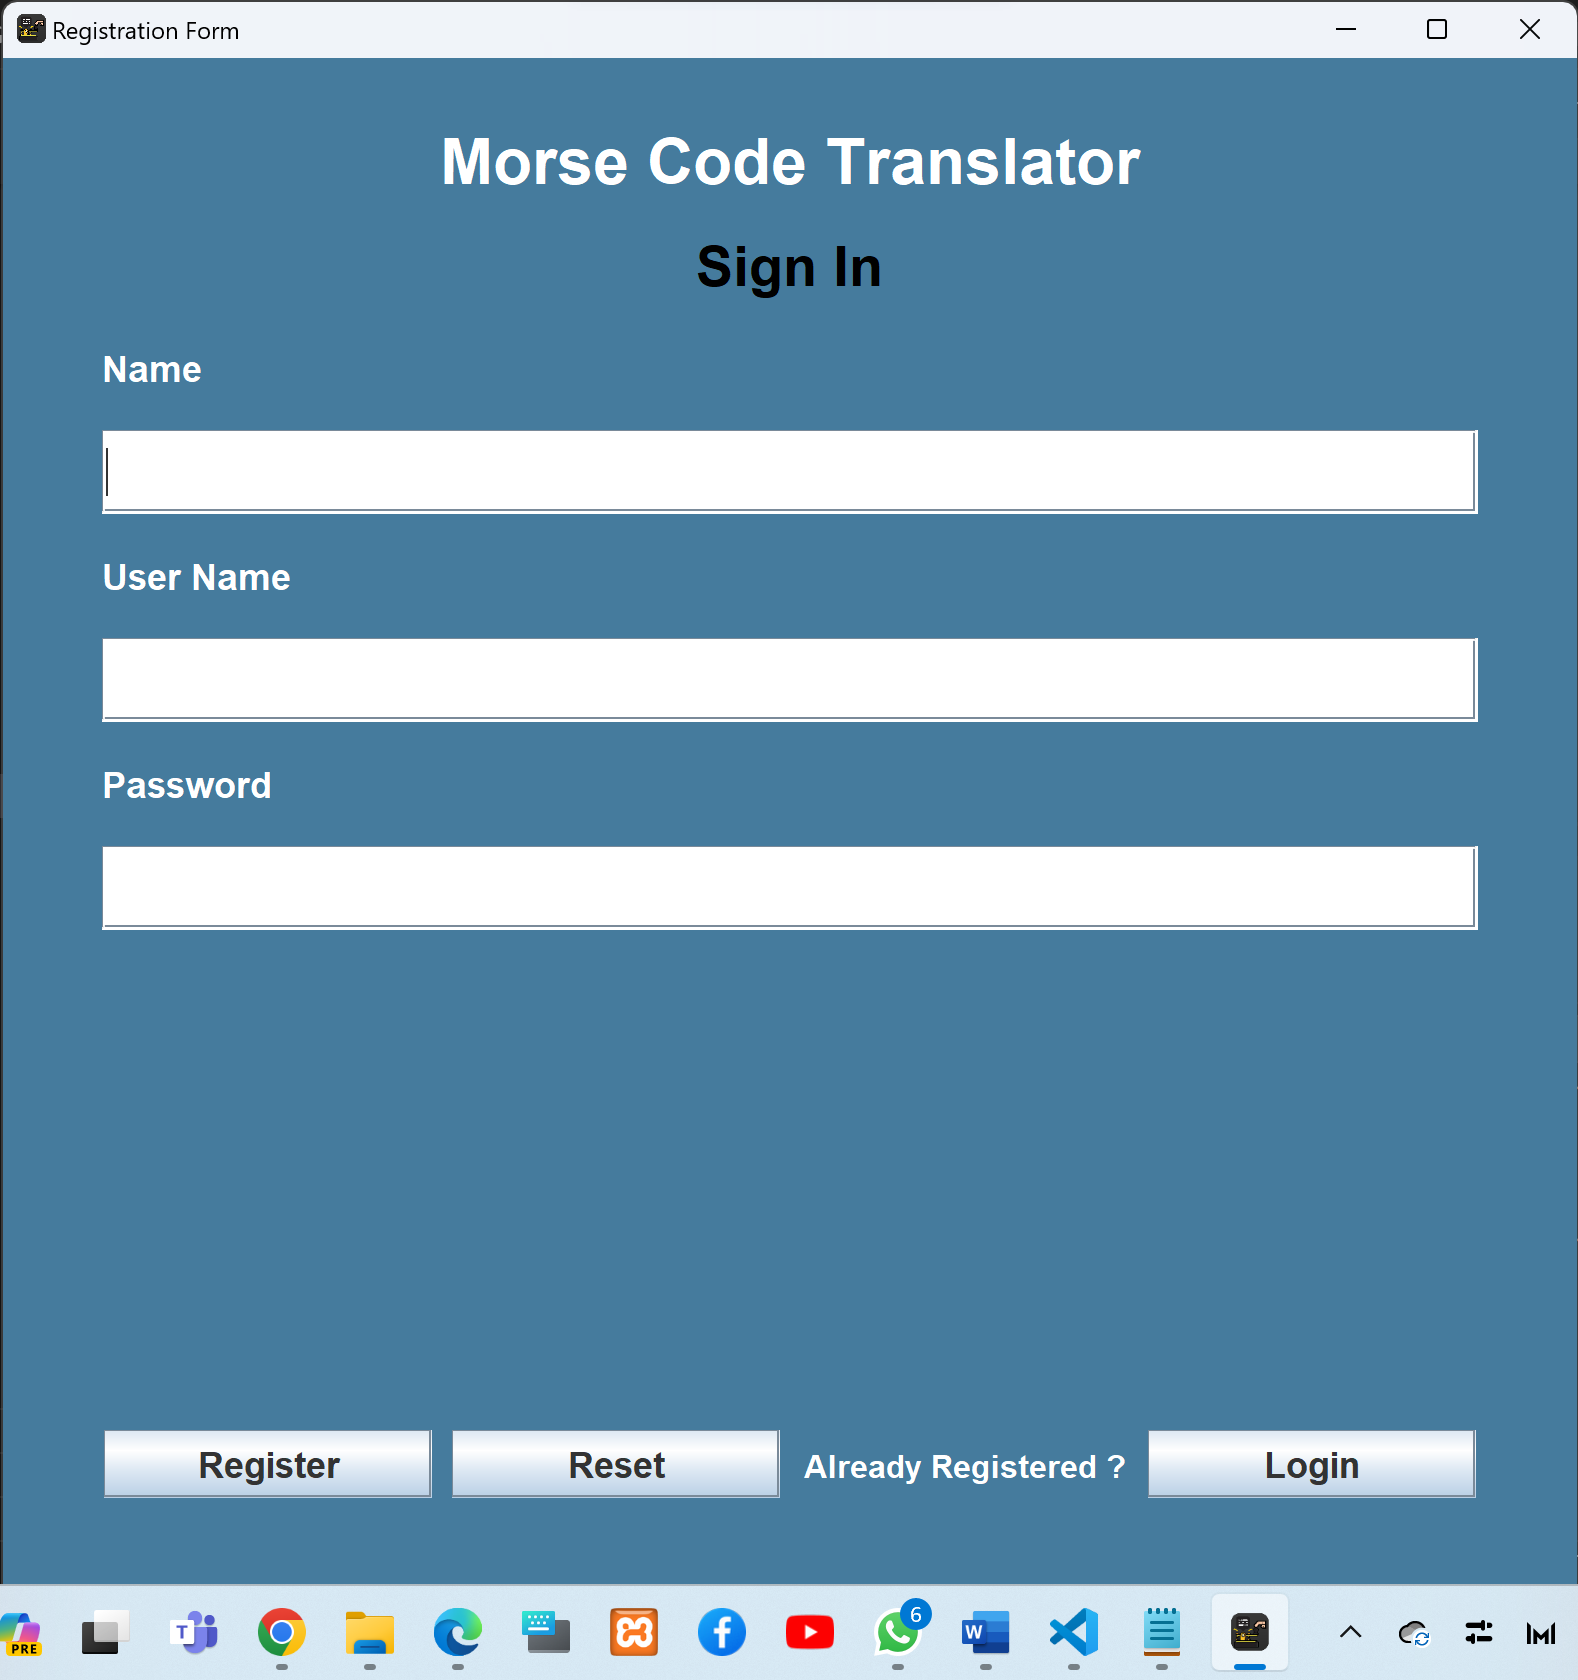 Registration Form
Morse Code Translator
Sign In
Name
User Name
Password
Register
Reset
Already Registered ?
Login
PRE
T
6
W